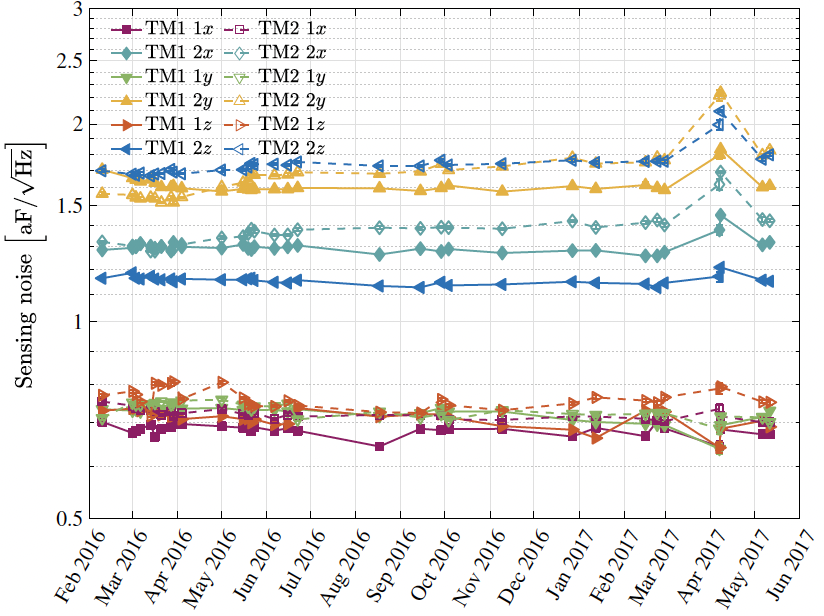 3
2.5
2
1.5
1
0.5
Sensing noise [aF/√Hz]
TM1 1x TM2 1x
TM1 2x TM2 2x
TM1 1y TM2 1y
TM1 2y TM2 2y
TM1 1z TM2 1z
TM1 2z TM2 2z
Feb 2016
Mar 2016
Apr 2016
May 2016
Jun 2016
Jul 2016
Aug 2016
Sep 2016
Oct 2016
Nov 2016
Dec 2016
Jan 2017
Feb 2017
Mar 2017
Apr 2017
May 2017
Jun 2017